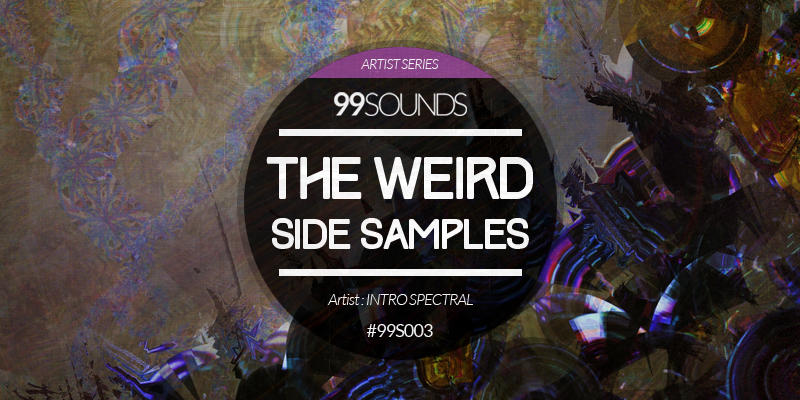 ARTIST SERIES
99SOUNDS
THE WEIRD
SIDE SAMPLES
Artist : INTRO SPECTRAL
#99S003